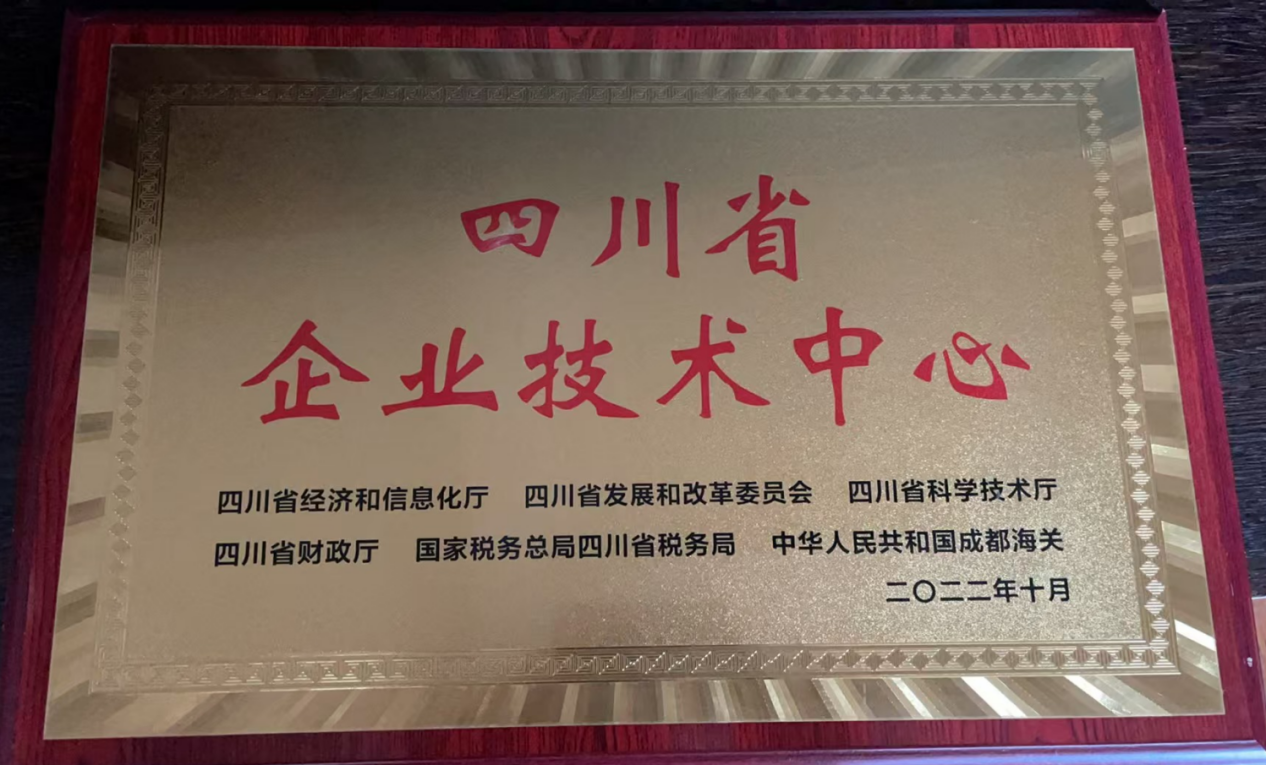 四川省
企业技术中心
四川省经济和信息化厅 四川省发展和改革委员会 四川省科学技术厅
四川省财政厅 国家税务总局四川省税务局 中华人民共和国成都海关
二〇二二年十月